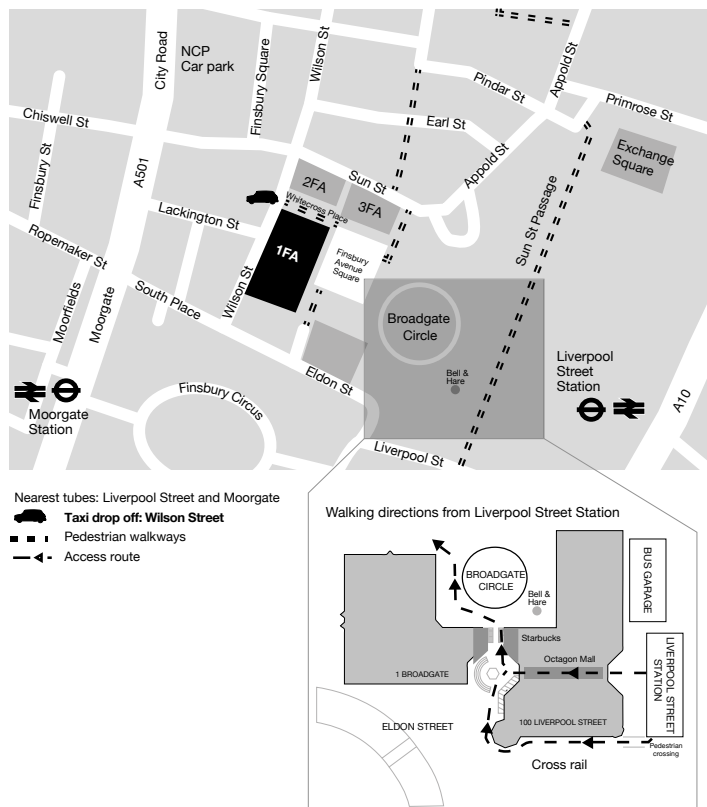 City Road
NCP
Car park
Finsbury Square
Wilson St
Appold St
Pindar St
Primrose St
Chiswell St
Earl St
Exchange
Square
Finsbury St
A501
Sun St
Appold St
2FA
3FA
Whitecross Place
Lackington St
Sun St Passage
Ropemaker St
1FA
Finsbury
Avenue
Square
Wilson St
Moorfields
Moorgate
South Place
Broadgate
Circle
Bell &
Hare
Liverpool
Street
Station
Eldon St
Moorgate
Station
Finsbury Circus
A10
Liverpool St
Nearest tubes: Liverpool Street and Moorgate
Taxi drop off: Wilson Street
Pedestrian walkways
Access route
Walking directions from Liverpool Street Station
BROADGATE
CIRCLE
Bell &
Hare
BUS GARAGE
Starbucks
LIVERPOOL STREET
STATION
Octagon Mall
1 BROADGATE
ELDON STREET
100 LIVERPOOL STREET
Pedestrian
crossing
Cross rail